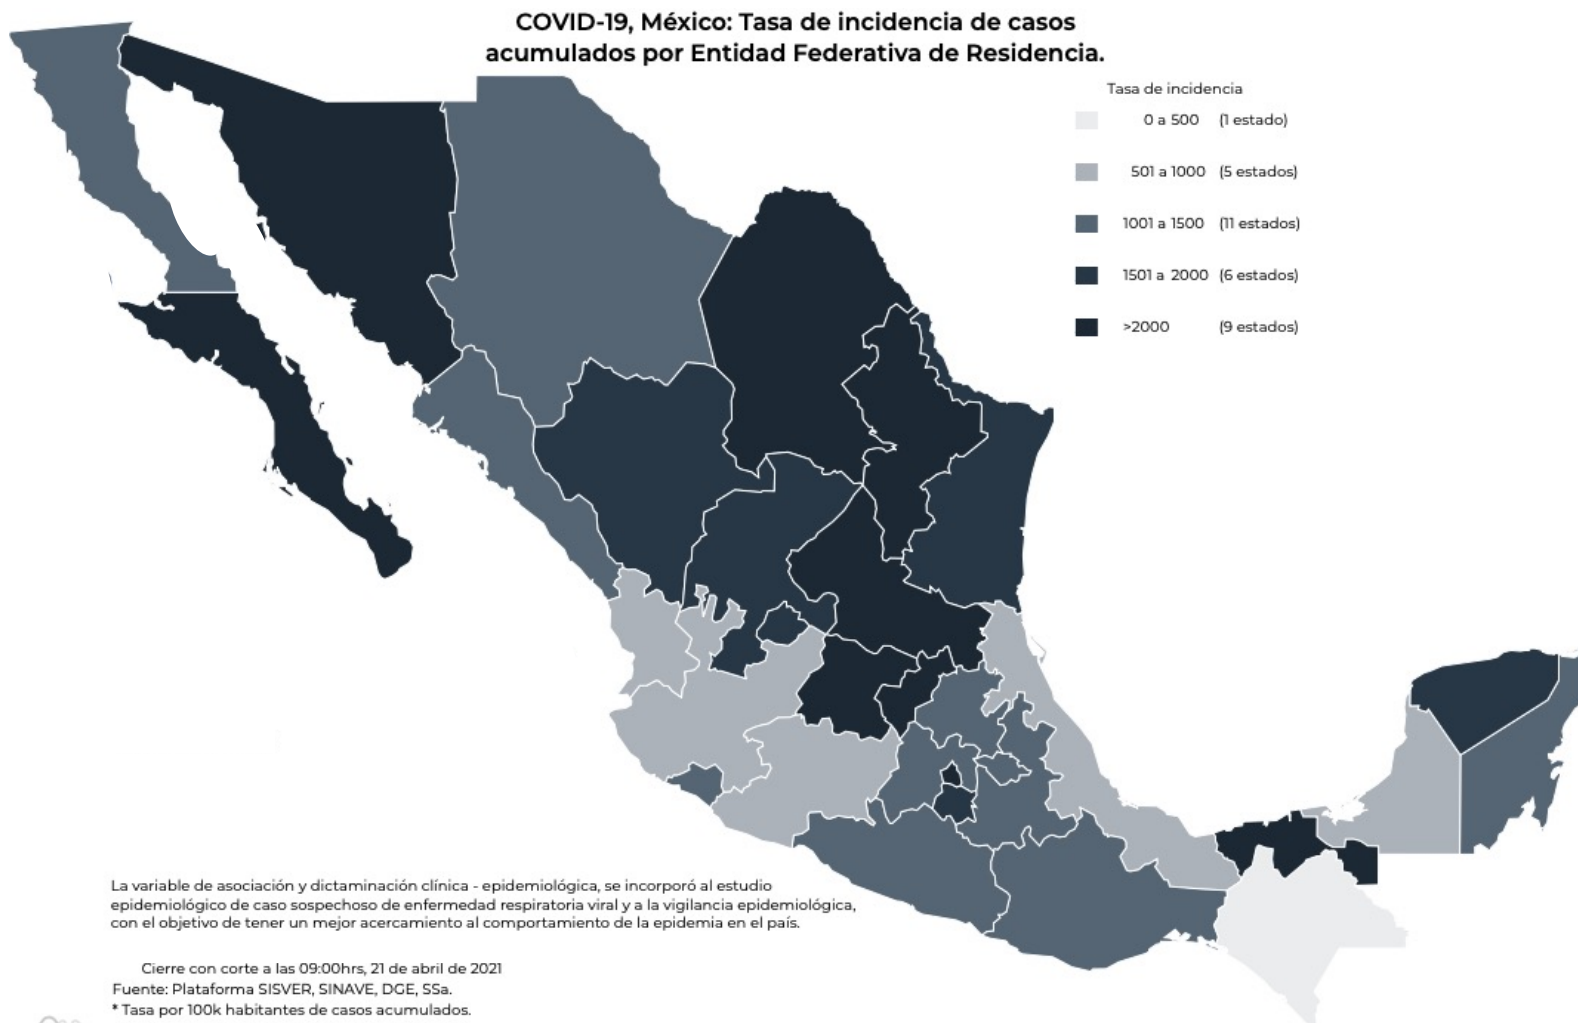 COVID-19, México: Tasa de incidencia de casos
acumulados por Entidad Federativa de Residencia.
Tasa de incidencia
0 a 500 (1 estado)
501 a 1000 (5 estados)
1001 a 1500 (11 estados)
1501 a 2000 (6 estados)
>2000 (9 estados)
La variable de asociación y dictaminación clínica - epidemiológica, se incorporó al estudio
epidemiológico de caso sospechoso de enfermedad respiratoria viral y a la vigilancia epidemiológica,
con el objetivo de tener un mejor acercamiento al comportamiento de la epidemia en el país.
Cierre con corte a las 09:00hrs, 21 de abril de 2021
Fuente: Plataforma SISVER, SINAVE, DGE, SSa.
* Tasa por 100k habitantes de casos acumulados.